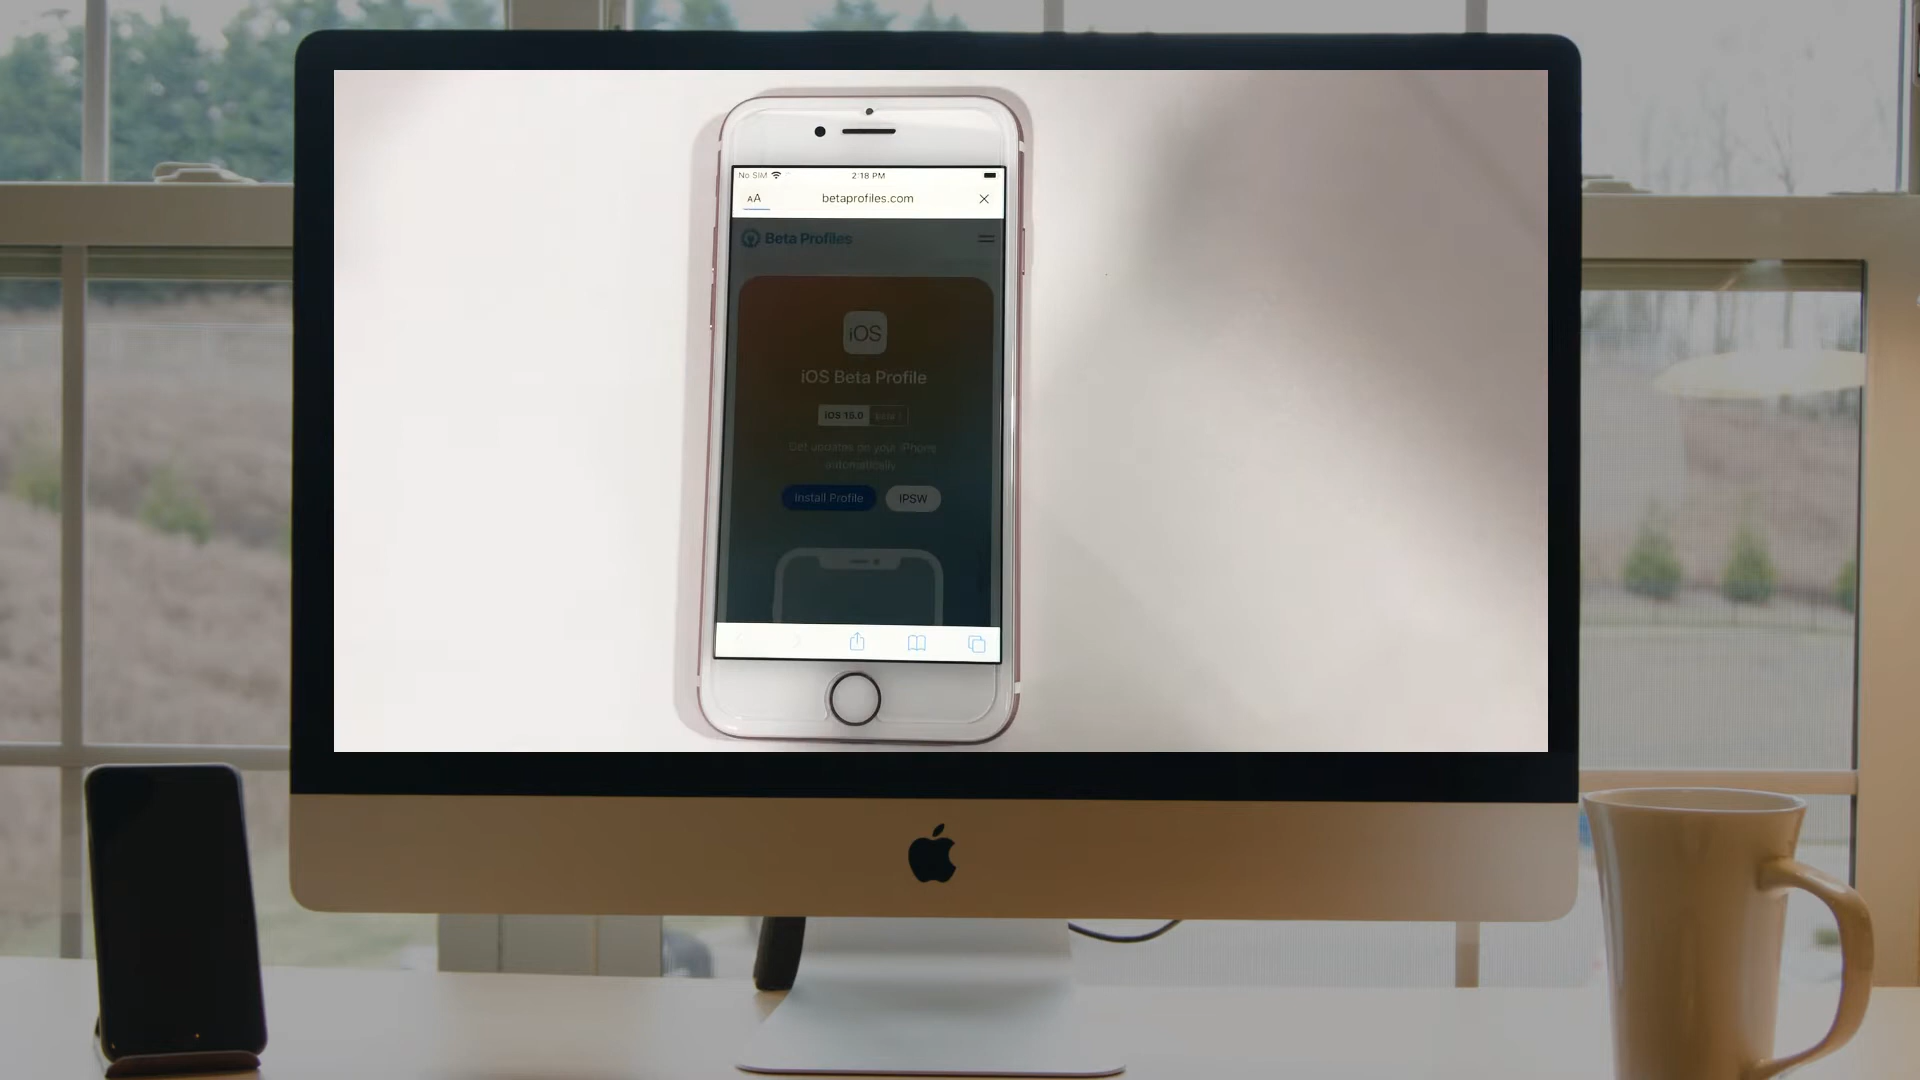 No SIM 2:18 PM
AA betaprofiles.com
Beta Profiles
iOS
iOS Beta Profile
iOS 15.0
Get updates on your iPhone
automatically
Install Profile IPSW